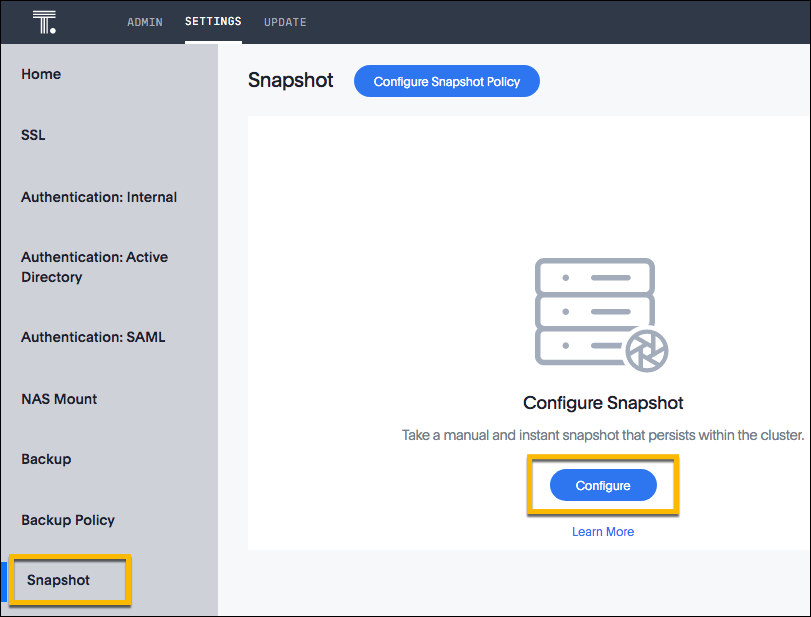 T.
ADMIN SETTINGS UPDATE
Home
SSL
Authentication: Internal
Authentication: Active
Directory
Authentication: SAML
NAS Mount
Backup
Backup Policy
Snapshot
Snapshot Configure Snapshot Policy
Configure Snapshot
Take a manual and instant snapshot that persists within the cluster.
Configure
Learn More